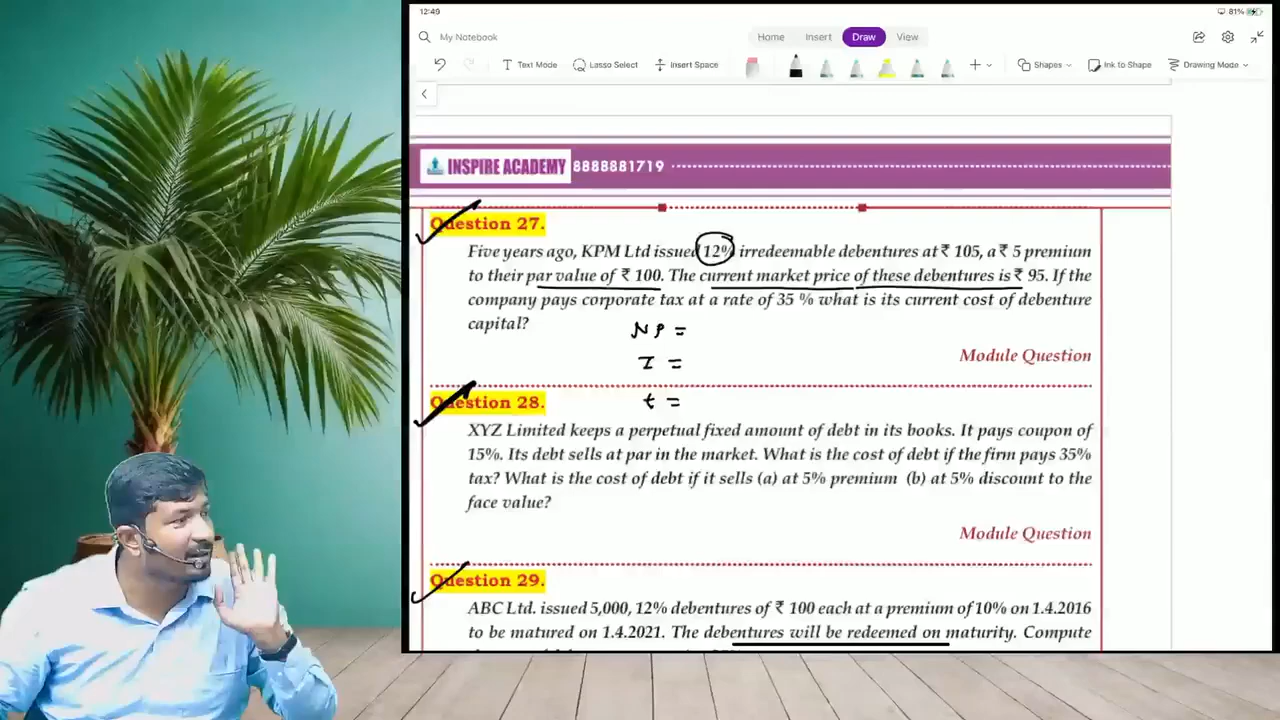 12:49
81%
My Notebook
Home Insert Draw View
Text Mode Lasso Select Insert Space Shapes Ink to Shape Drawing Mode
INSPIRE ACADEMY 8888881719
Question 27.
Five years ago, KPM Ltd issued 12% irredeemable debentures at ₹ 105, a ₹ 5 premium
to their par value of ₹ 100. The current market price of these debentures is ₹ 95. If the
company pays corporate tax at a rate of 35 % what is its current cost of debenture
capital?
NP =
I =
Module Question
t =
Question 28.
XYZ Limited keeps a perpetual fixed amount of debt in its books. It pays coupon of
15%. Its debt sells at par in the market. What is the cost of debt if the firm pays 35%
tax? What is the cost of debt if it sells (a) at 5% premium (b) at 5% discount to the
face value?
Module Question
Question 29.
ABC Ltd. issued 5,000, 12% debentures of ₹ 100 each at a premium of 10% on 1.4.2016
to be matured on 1.4.2021. The debentures will be redeemed on maturity. Compute